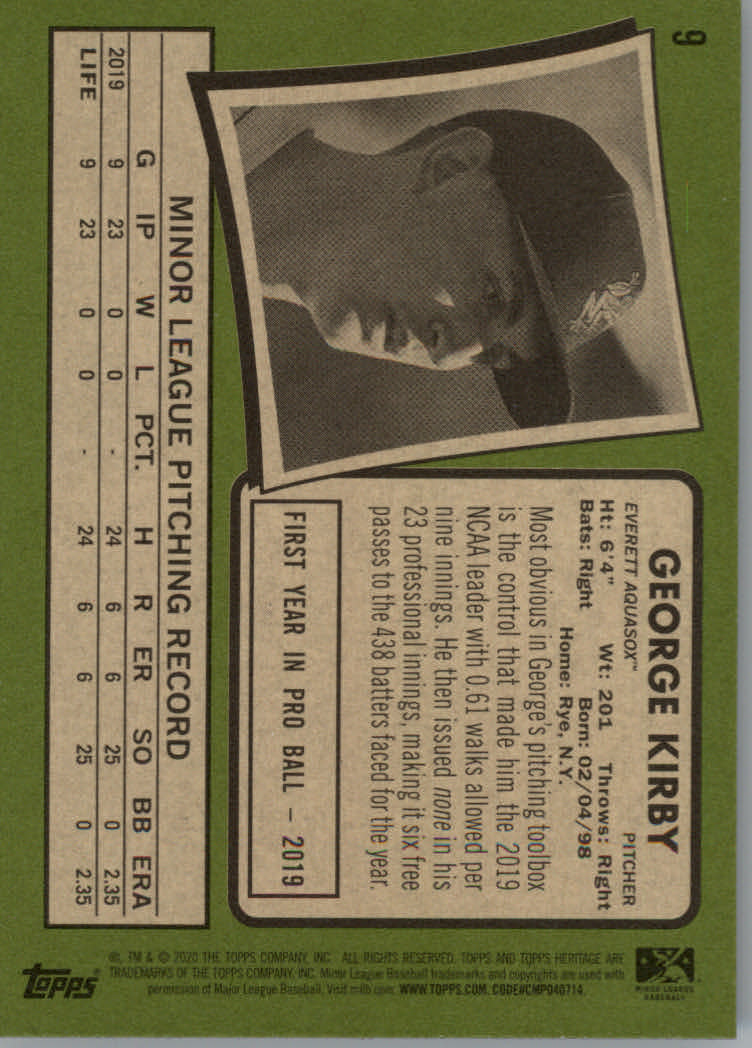 9
GEORGE KIRBY
EVERETT AQUASOX™ PITCHER
Ht: 6'4" Wt: 201 Throws: Right
Bats: Right Born: 02/04/98
Home: Rye, N.Y.
Most obvious in George's pitching toolbox
is the control that made him the 2019
NCAA leader with 0.61 walks allowed per
nine innings. He then issued none in his
23 professional innings, making it six free
passes to the 438 batters faced for the year.
FIRST YEAR IN PRO BALL – 2019
MINOR LEAGUE PITCHING RECORD
G IP W L PCT. H R ER SO BB ERA
2019 9 23 0 0 - 24 6 6 25 0 2.35
LIFE 9 23 0 0 - 24 6 6 25 0 2.35
MINOR LEAGUE
BASEBALL
®, TM & © 2020 THE TOPPS COMPANY, INC. ALL RIGHTS RESERVED. TOPPS AND TOPPS HERITAGE ARE
TRADEMARKS OF THE TOPPS COMPANY, INC. Minor League Baseball trademarks and copyrights are used with
permission of Major League Baseball. Visit milb.com. WWW.TOPPS.COM. CODE#CMP040714.
topps®